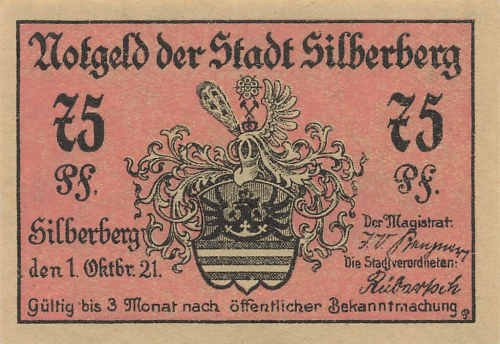 Notgeld der Stadt Silberberg
75 75
Pf. Pf.
Silberberg
den 1. Oktbr. 21.
Der Magistrat:
Die Stadtverordneten:
Gültig bis 3 Monat nach öffentlicher Bekanntmachung